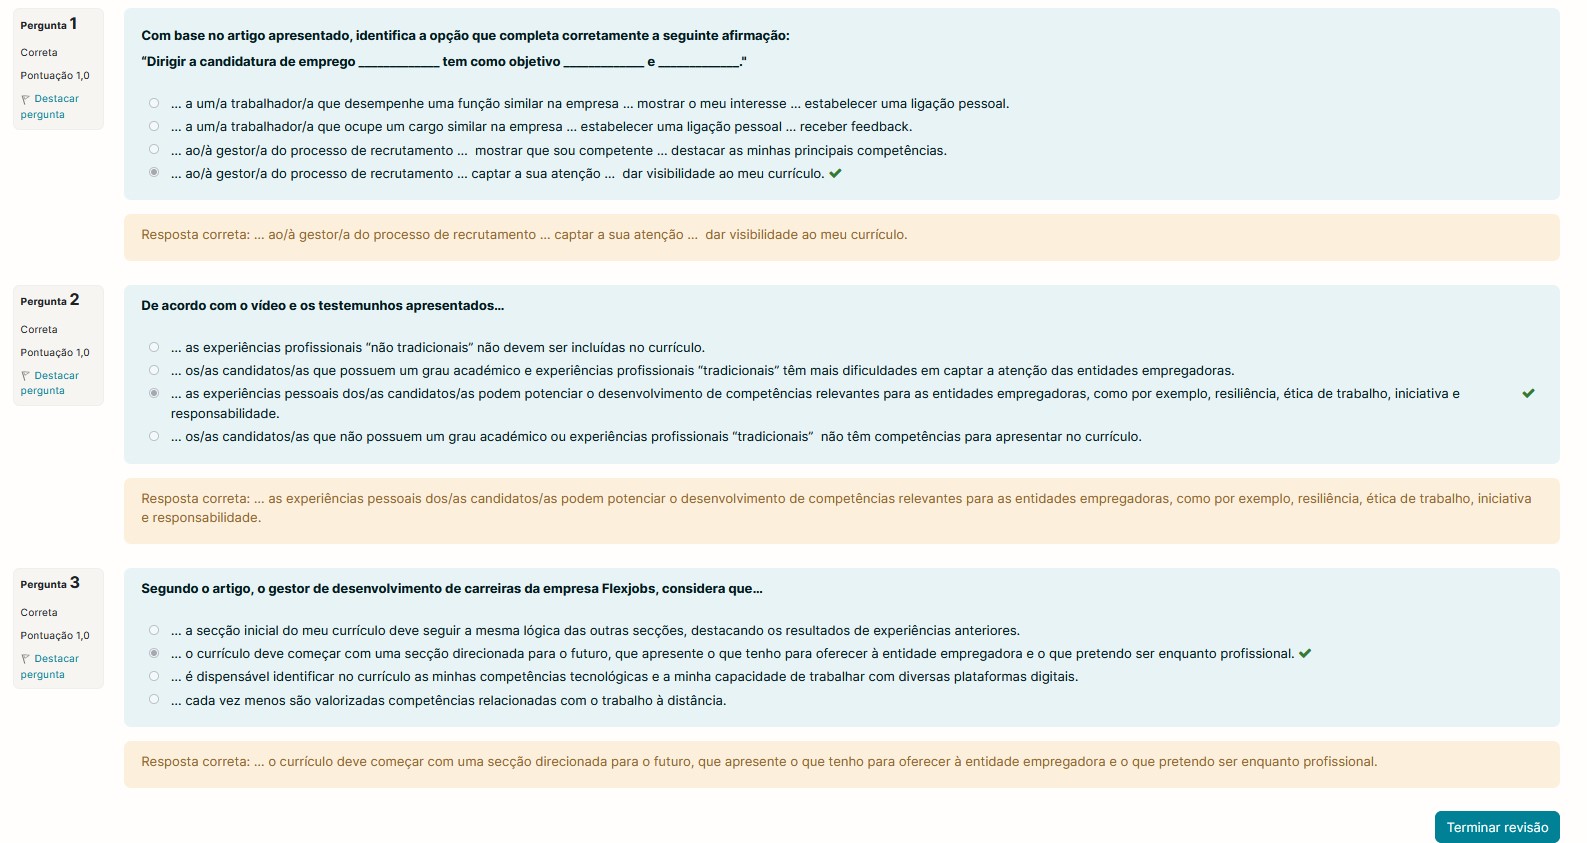 Pergunta 1
Correta
Pontuação 1,0
Destacar
pergunta
Com base no artigo apresentado, identifica a opção que completa corretamente a seguinte afirmação:
“Dirigir a candidatura de emprego _____________ tem como objetivo _____________ e _____________."
... a um/a trabalhador/a que desempenhe uma função similar na empresa ... mostrar o meu interesse ... estabelecer uma ligação pessoal.
... a um/a trabalhador/a que ocupe um cargo similar na empresa ... estabelecer uma ligação pessoal ... receber feedback.
... ao/à gestor/a do processo de recrutamento ... mostrar que sou competente ... destacar as minhas principais competências.
... ao/à gestor/a do processo de recrutamento ... captar a sua atenção ... dar visibilidade ao meu currículo.
Resposta correta: ... ao/à gestor/a do processo de recrutamento ... captar a sua atenção ... dar visibilidade ao meu currículo.
Pergunta 2
Correta
Pontuação 1,0
Destacar
pergunta
De acordo com o vídeo e os testemunhos apresentados...
... as experiências profissionais “não tradicionais” não devem ser incluídas no currículo.
... os/as candidatos/as que possuem um grau académico e experiências profissionais “tradicionais” têm mais dificuldades em captar a atenção das entidades empregadoras.
... as experiências pessoais dos/as candidatos/as podem potenciar o desenvolvimento de competências relevantes para as entidades empregadoras, como por exemplo, resiliência, ética de trabalho, iniciativa e
responsabilidade.
... os/as candidatos/as que não possuem um grau académico ou experiências profissionais “tradicionais” não têm competências para apresentar no currículo.
Resposta correta: ... as experiências pessoais dos/as candidatos/as podem potenciar o desenvolvimento de competências relevantes para as entidades empregadoras, como por exemplo, resiliência, ética de trabalho, iniciativa
e responsabilidade.
Pergunta 3
Correta
Pontuação 1,0
Destacar
pergunta
Segundo o artigo, o gestor de desenvolvimento de carreiras da empresa Flexjobs, considera que...
... a secção inicial do meu currículo deve seguir a mesma lógica das outras secções, destacando os resultados de experiências anteriores.
... o currículo deve começar com uma secção direcionada para o futuro, que apresente o que tenho para oferecer à entidade empregadora e o que pretendo ser enquanto profissional.
... é dispensável identificar no currículo as minhas competências tecnológicas e a minha capacidade de trabalhar com diversas plataformas digitais.
... cada vez menos são valorizadas competências relacionadas com o trabalho à distância.
Resposta correta: ... o currículo deve começar com uma secção direcionada para o futuro, que apresente o que tenho para oferecer à entidade empregadora e o que pretendo ser enquanto profissional.
Terminar revisão